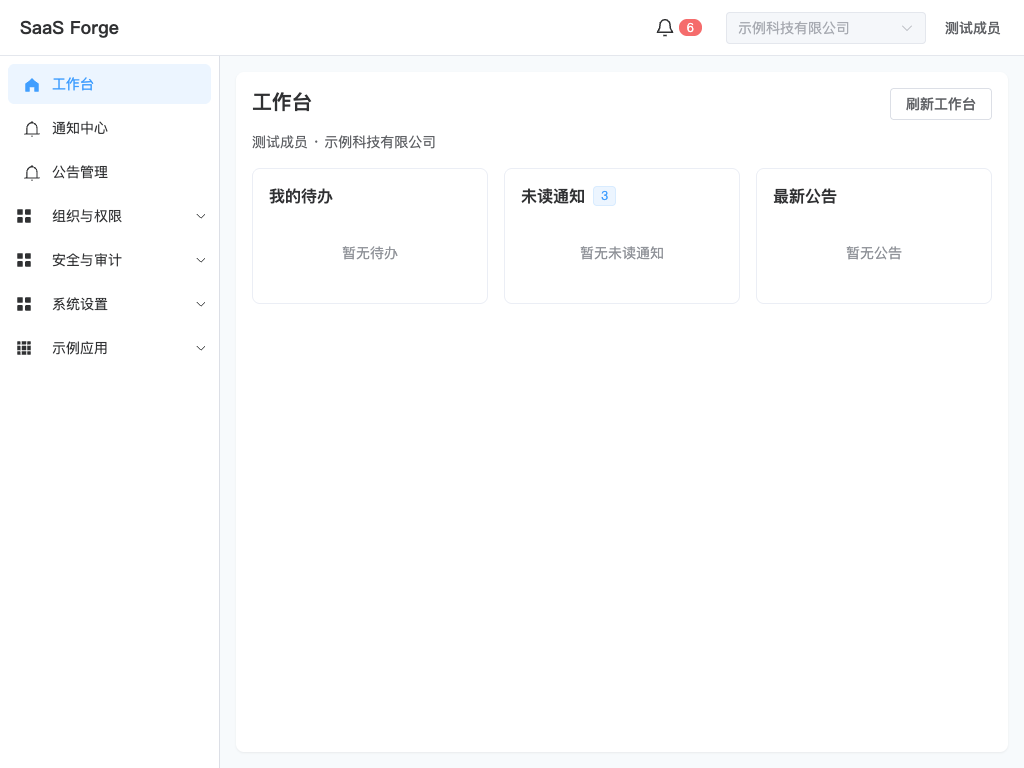 SaaS Forge
6
示例科技有限公司
测试成员
工作台
通知中心
公告管理
组织与权限
安全与审计
系统设置
示例应用
工作台
刷新工作台
测试成员 · 示例科技有限公司
我的待办
暂无待办
未读通知 3
暂无未读通知
最新公告
暂无公告